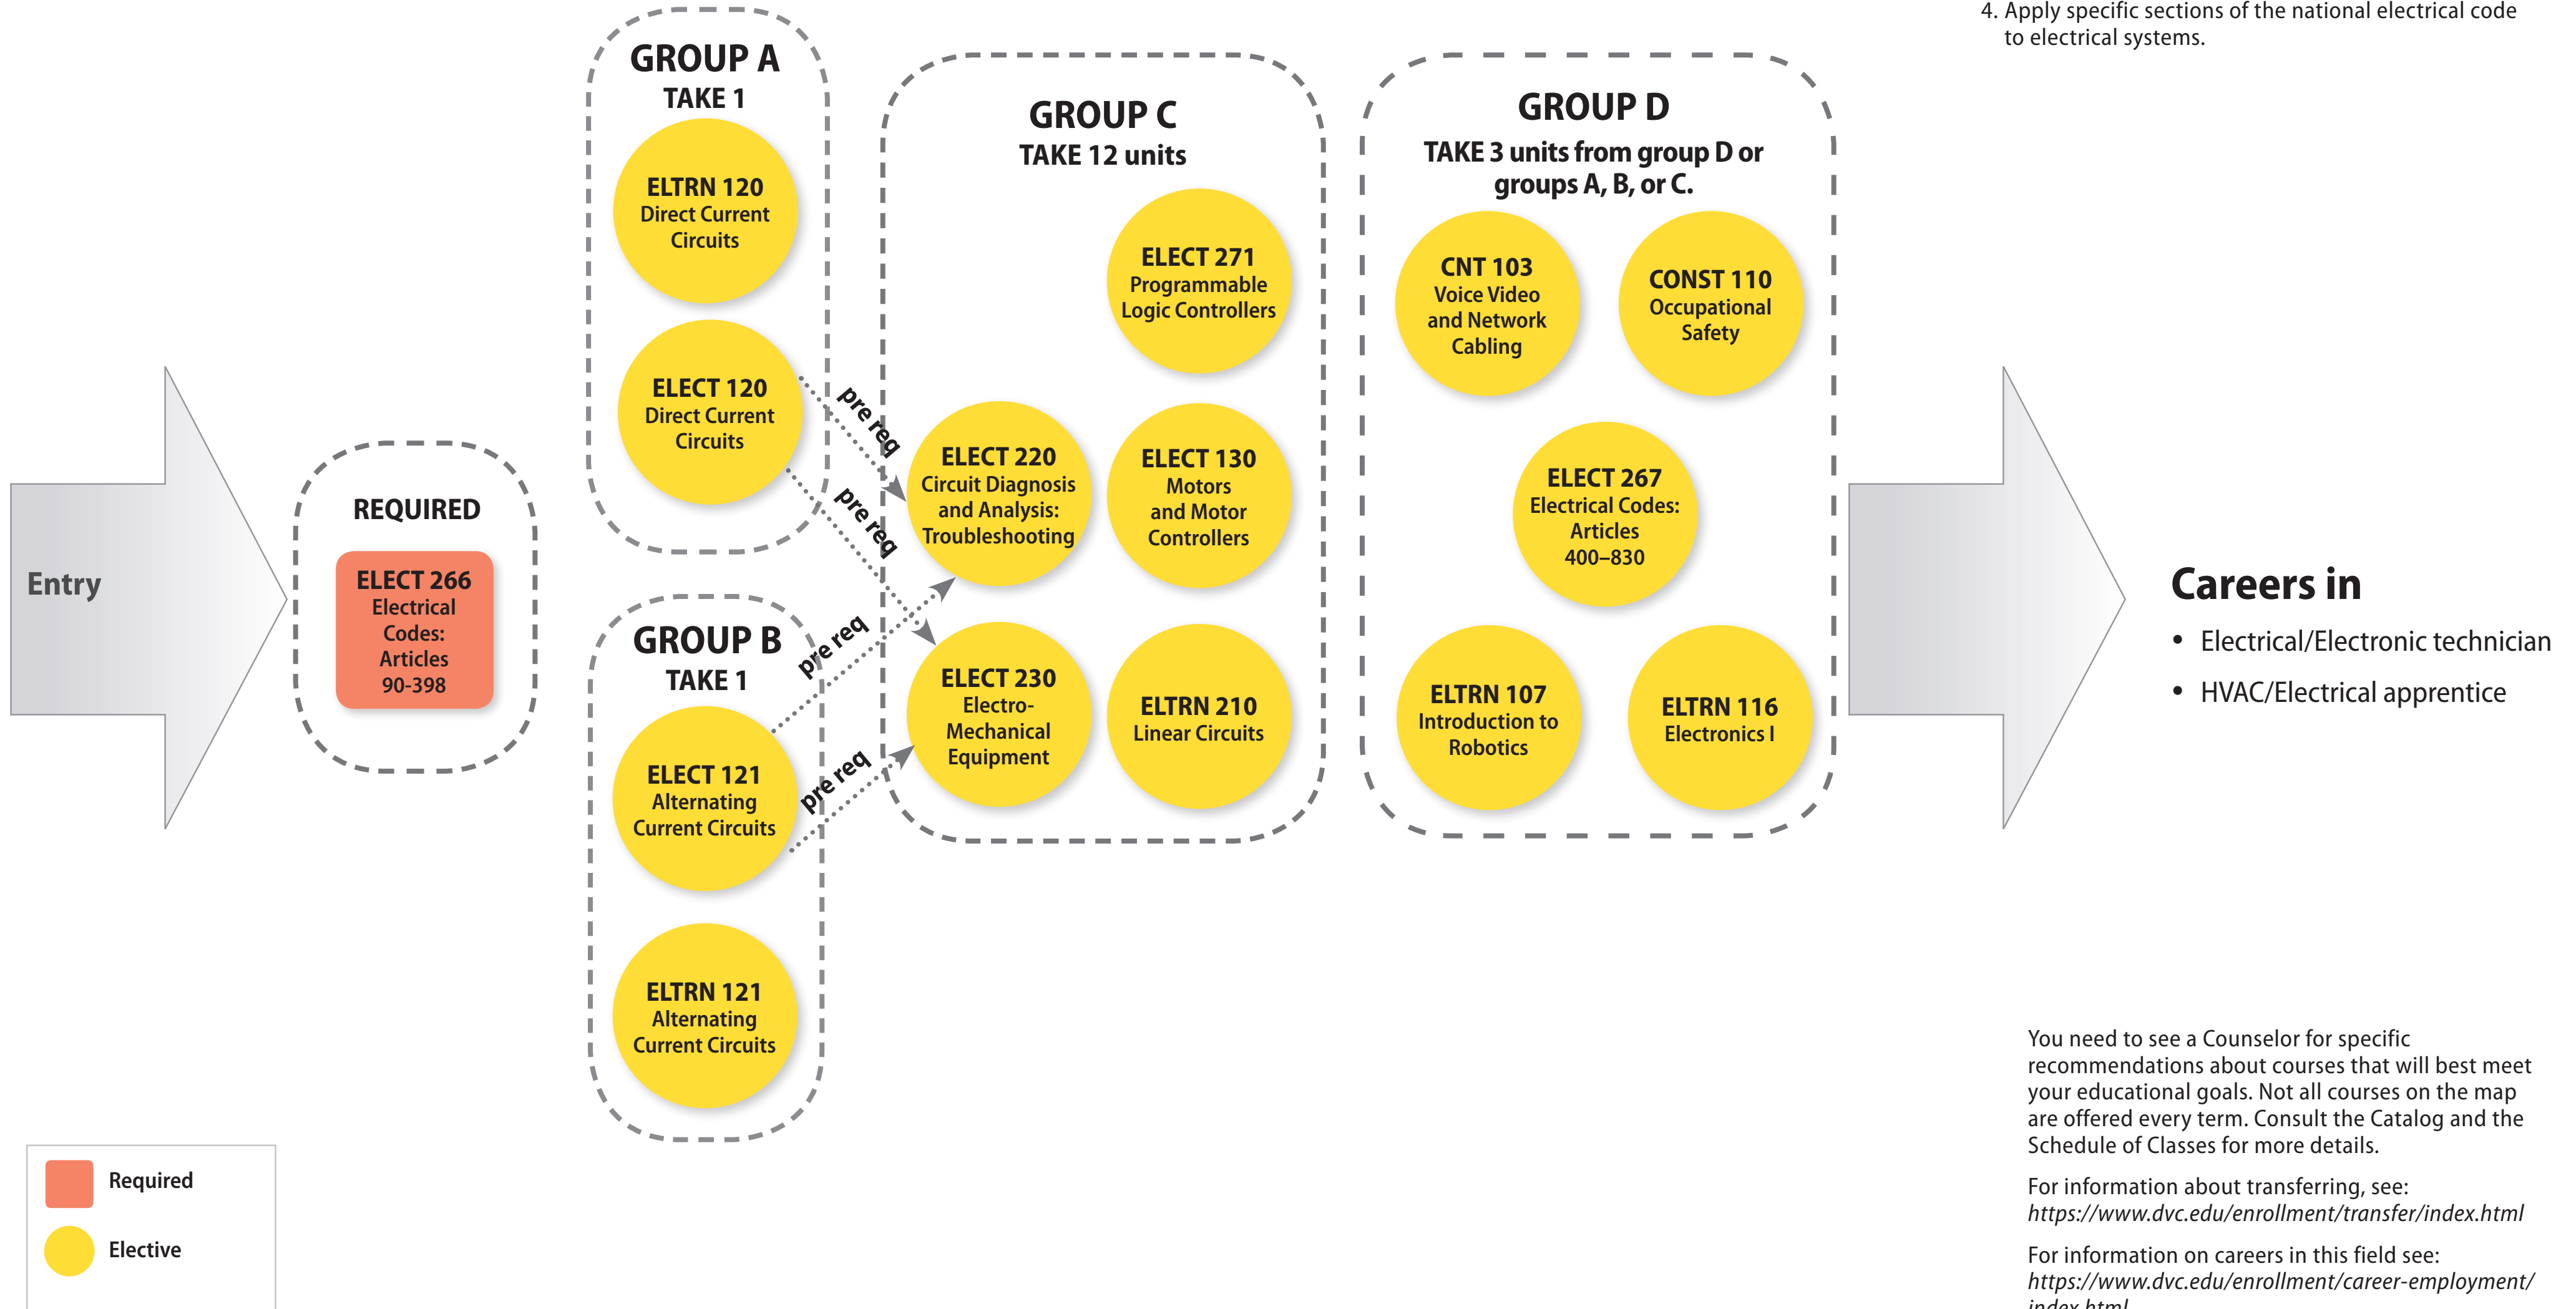 4. Apply specific sections of the national electrical code
to electrical systems.
Entry
REQUIRED
ELECT 266
Electrical
Codes:
Articles
90-398
GROUP A
TAKE 1
ELTRN 120
Direct Current
Circuits
ELECT 120
Direct Current
Circuits
pre req
pre req
GROUP B
TAKE 1
ELECT 121
Alternating
Current Circuits
ELTRN 121
Alternating
Current Circuits
pre req
pre req
GROUP C
TAKE 12 units
ELECT 271
Programmable
Logic Controllers
ELECT 220
Circuit Diagnosis
and Analysis:
Troubleshooting
ELECT 130
Motors
and Motor
Controllers
ELECT 230
Electro-
Mechanical
Equipment
ELTRN 210
Linear Circuits
GROUP D
TAKE 3 units from group D or
groups A, B, or C.
CNT 103
Voice Video
and Network
Cabling
CONST 110
Occupational
Safety
ELECT 267
Electrical Codes:
Articles
400–830
ELTRN 107
Introduction to
Robotics
ELTRN 116
Electronics I
Careers in
• Electrical/Electronic technician
• HVAC/Electrical apprentice
Required
Elective
You need to see a Counselor for specific
recommendations about courses that will best meet
your educational goals. Not all courses on the map
are offered every term. Consult the Catalog and the
Schedule of Classes for more details.
For information about transferring, see:
https://www.dvc.edu/enrollment/transfer/index.html
For information on careers in this field see:
https://www.dvc.edu/enrollment/career-employment/
index.html